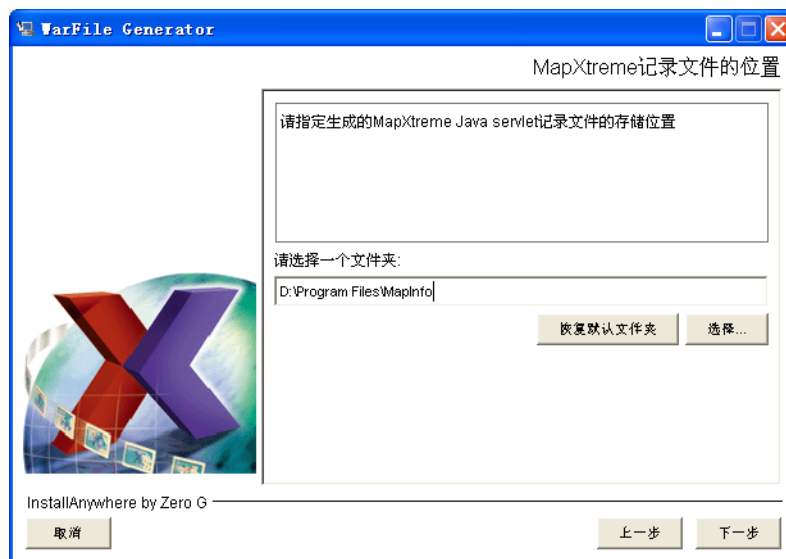 WarFile Generator
MapXtreme记录文件的位置
请指定生成的MapXtreme Java servlet记录文件的存储位置
请选择一个文件夹:
D:\Program Files\MapInfo
恢复默认文件夹
选择...
InstallAnywhere by Zero G
取消
上一步
下一步